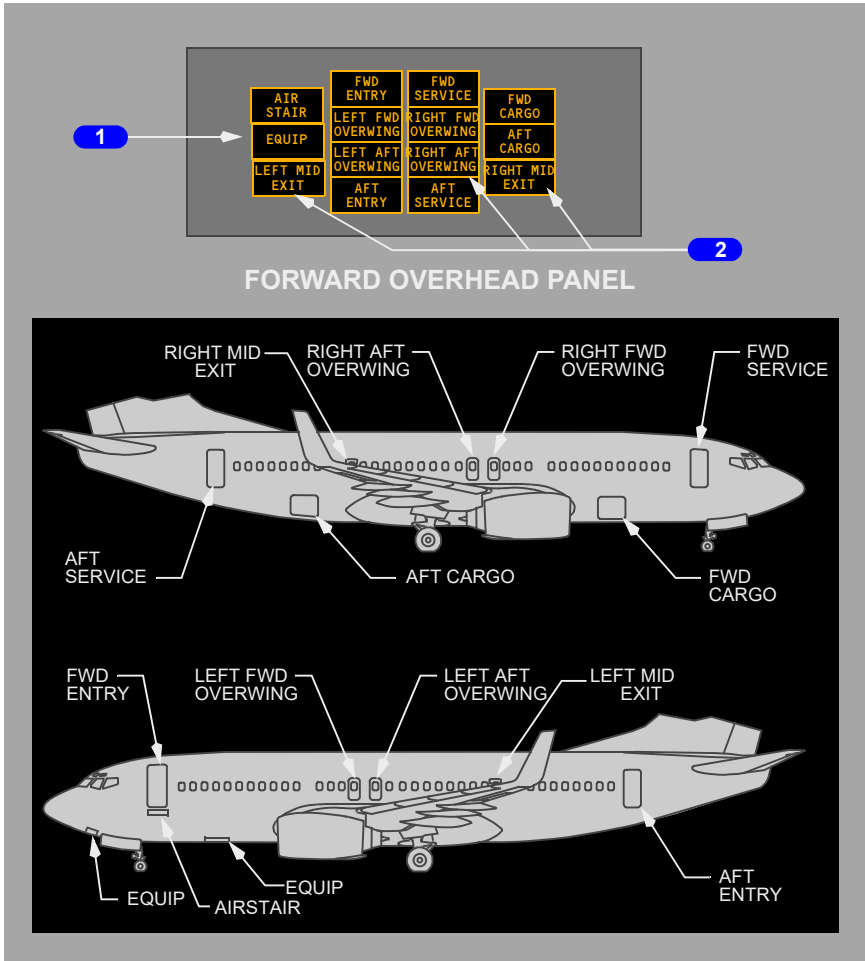 AIR
STAIR
EQUIP
LEFT MID
EXIT
FWD
ENTRY
LEFT FWD
OVERWING
LEFT AFT
OVERWING
AFT
ENTRY
FWD
SERVICE
RIGHT FWD
OVERWING
RIGHT AFT
OVERWING
AFT
SERVICE
FWD
CARGO
AFT
CARGO
RIGHT MID
EXIT
1
2
FORWARD OVERHEAD PANEL
RIGHT MID
EXIT
RIGHT AFT
OVERWING
RIGHT FWD
OVERWING
FWD
SERVICE
AFT
SERVICE
AFT CARGO
FWD
CARGO
FWD
ENTRY
LEFT FWD
OVERWING
LEFT AFT
OVERWING
LEFT MID
EXIT
EQUIP
AIRSTAIR
EQUIP
AFT
ENTRY